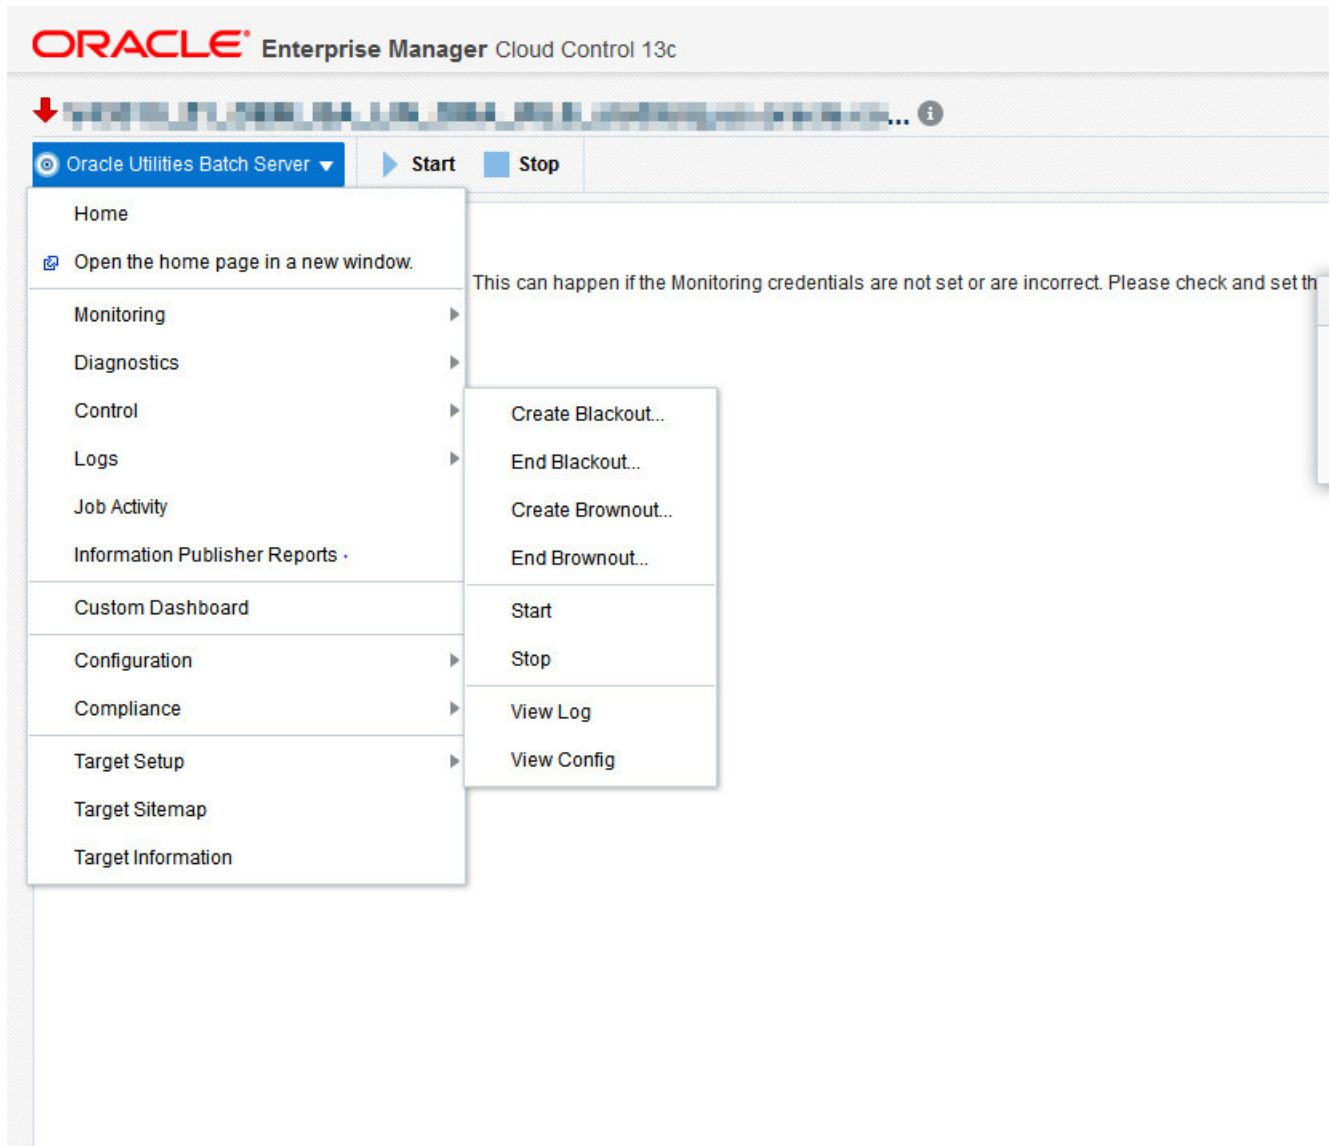 ORACLE Enterprise Manager Cloud Control 13c
...
Oracle Utilities Batch Server Start Stop
Home
Open the home page in a new window.
This can happen if the Monitoring credentials are not set or are incorrect. Please check and set th
Monitoring
Diagnostics
Control
Logs
Job Activity
Information Publisher Reports
Custom Dashboard
Configuration
Compliance
Target Setup
Target Sitemap
Target Information
Create Blackout...
End Blackout...
Create Brownout...
End Brownout...
Start
Stop
View Log
View Config